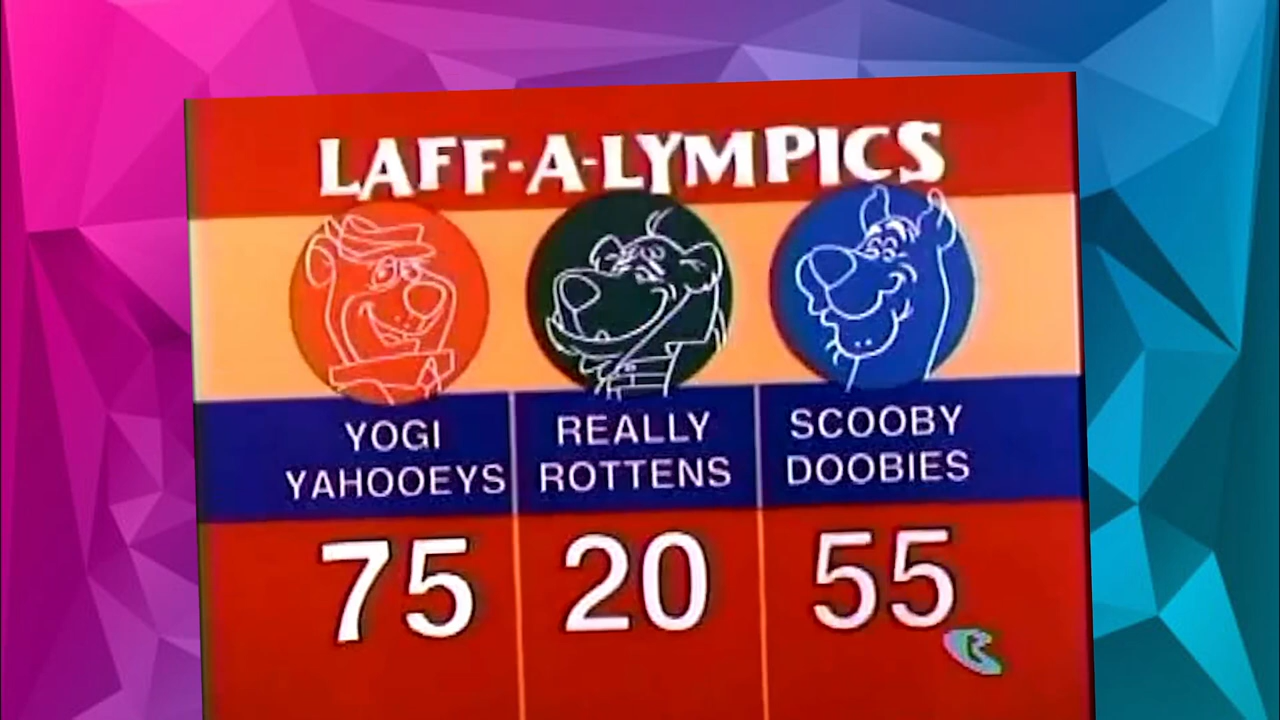 LAFF-A-LYMPICS
YOGI
YAHOOEYS
REALLY
ROTTENS
SCOOBY
DOOBIES
75
20
55